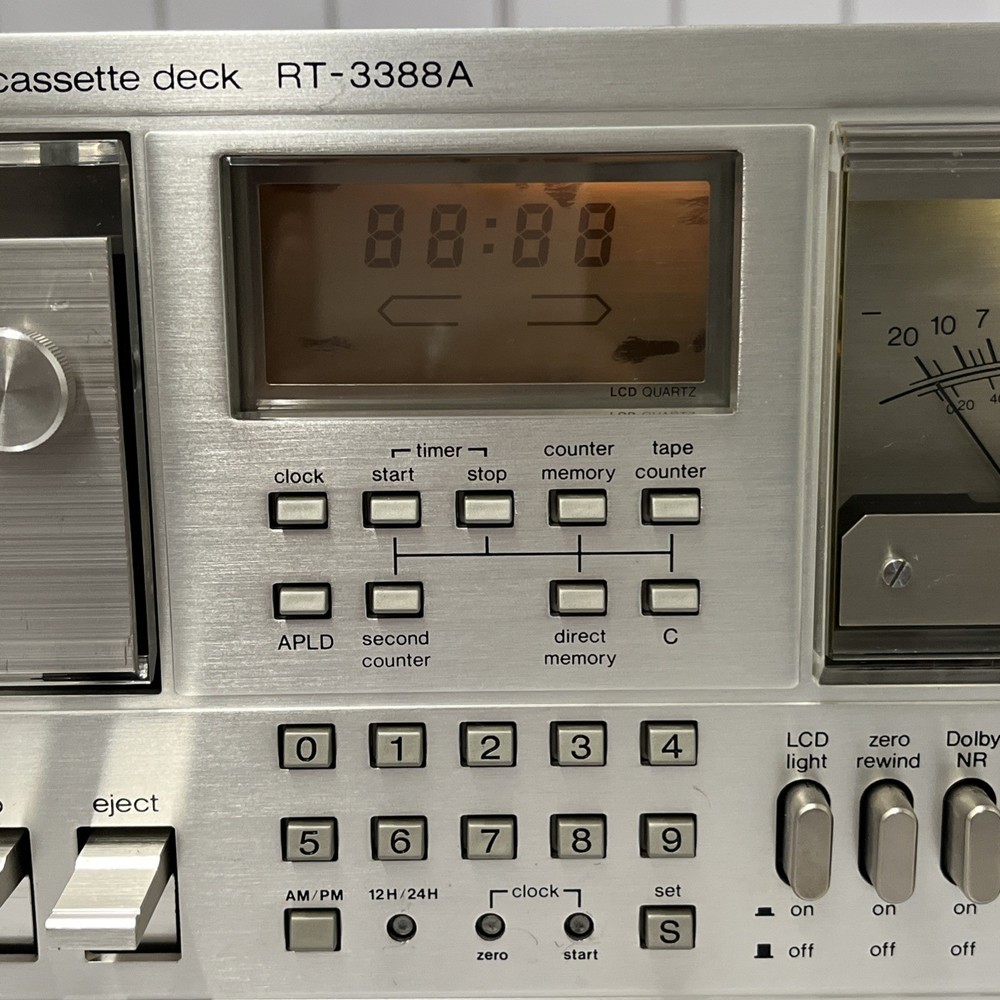 cassette deck RT-3388A
88:88
LCD QUARTZ
timer
clock start stop
counter memory
tape counter
APLD
second counter
direct memory
C
0 1 2 3 4
5 6 7 8 9
eject
AM/PM 12H/24H
clock
zero start
set
S
LCD light
zero rewind
Dolby NR
on on on
off off off
20 10 7
0 20